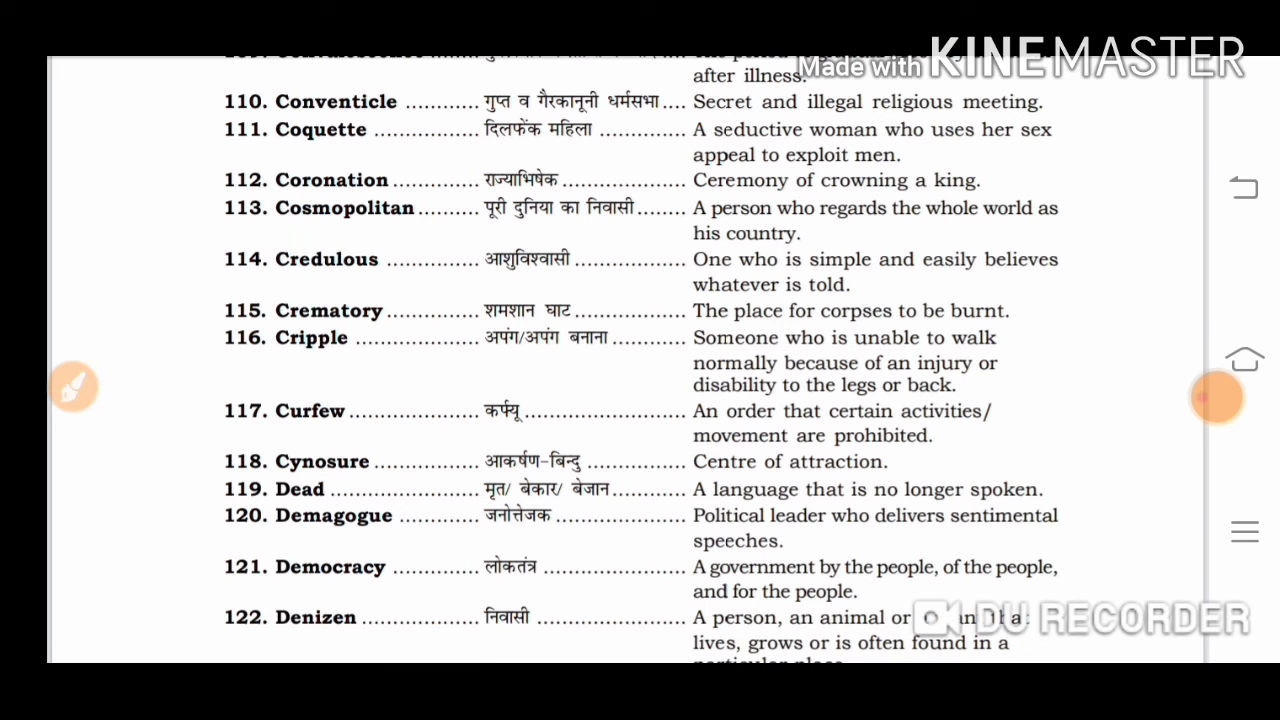 Made with KINEMASTER
after illness.
110. Conventicle ............ गुप्त व गैरकानूनी धर्मसभा .... Secret and illegal religious meeting.
111. Coquette ................. दिलफेंक महिला .............. A seductive woman who uses her sex
appeal to exploit men.
112. Coronation .............. राज्याभिषेक .................... Ceremony of crowning a king.
113. Cosmopolitan .......... पूरी दुनिया का निवासी ........ A person who regards the whole world as
his country.
114. Credulous ............... आशुविश्वासी .................. One who is simple and easily believes
whatever is told.
115. Crematory ............... शमशान घाट .................. The place for corpses to be burnt.
116. Cripple .................... अपंग/अपंग बनाना ............ Someone who is unable to walk
normally because of an injury or
disability to the legs or back.
117. Curfew ..................... कर्फ्यू .......................... An order that certain activities/
movement are prohibited.
118. Cynosure ................. आकर्षण-बिन्दु ................ Centre of attraction.
119. Dead ........................ मृत/ बेकार/ बेजान ............ A language that is no longer spoken.
120. Demagogue ............. जनोत्तेजक ..................... Political leader who delivers sentimental
speeches.
121. Democracy .............. लोकतंत्र ....................... A government by the people, of the people,
and for the people.
122. Denizen ................... निवासी ......................... A person, an animal or
lives, grows or is often found in a
DU RECORDER